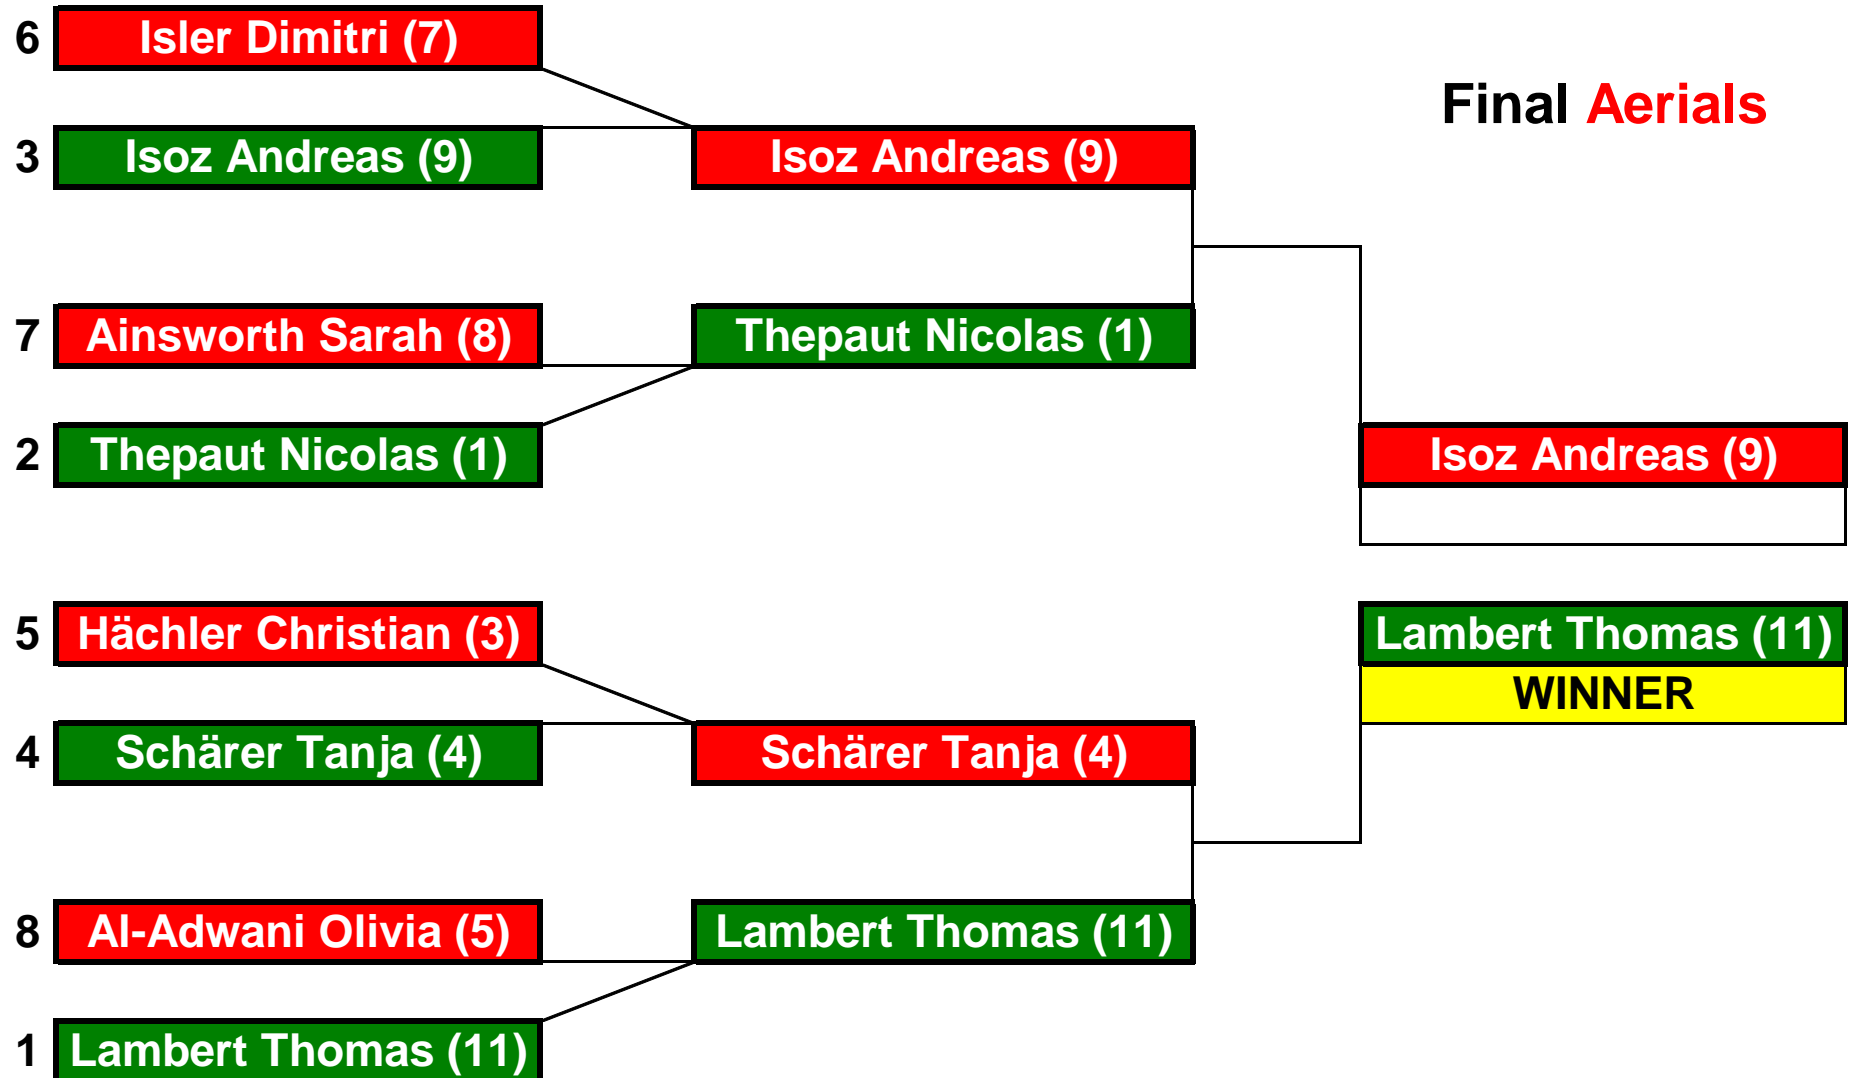 6 Isler Dimitri (7)
Final Aerials
3 Isoz Andreas (9) Isoz Andreas (9)
7 Ainsworth Sarah (8) Thepaut Nicolas (1)
2 Thepaut Nicolas (1) Isoz Andreas (9)
5 Hächler Christian (3) Lambert Thomas (11)
WINNER
4 Schärer Tanja (4) Schärer Tanja (4)
8 Al-Adwani Olivia (5) Lambert Thomas (11)
1 Lambert Thomas (11)